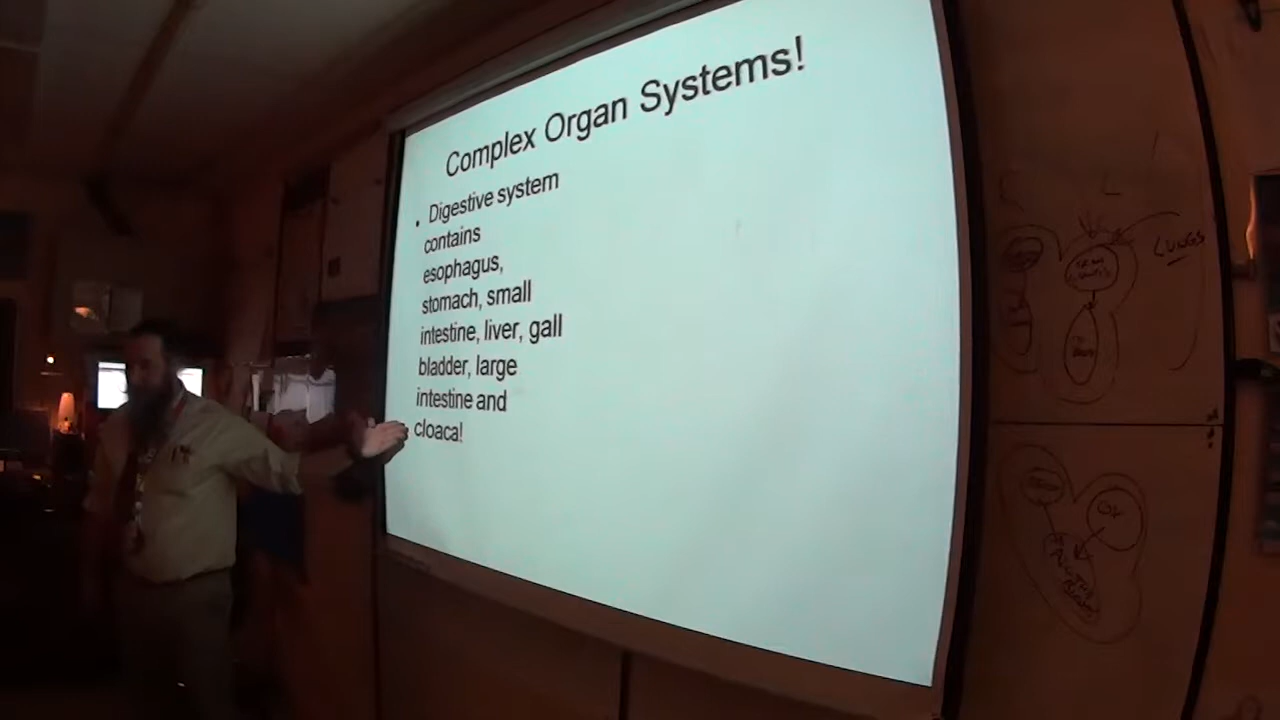 Complex Organ Systems!
• Digestive system
contains
esophagus,
stomach, small
intestine, liver, gall
bladder, large
intestine and
cloaca!
LUNGS